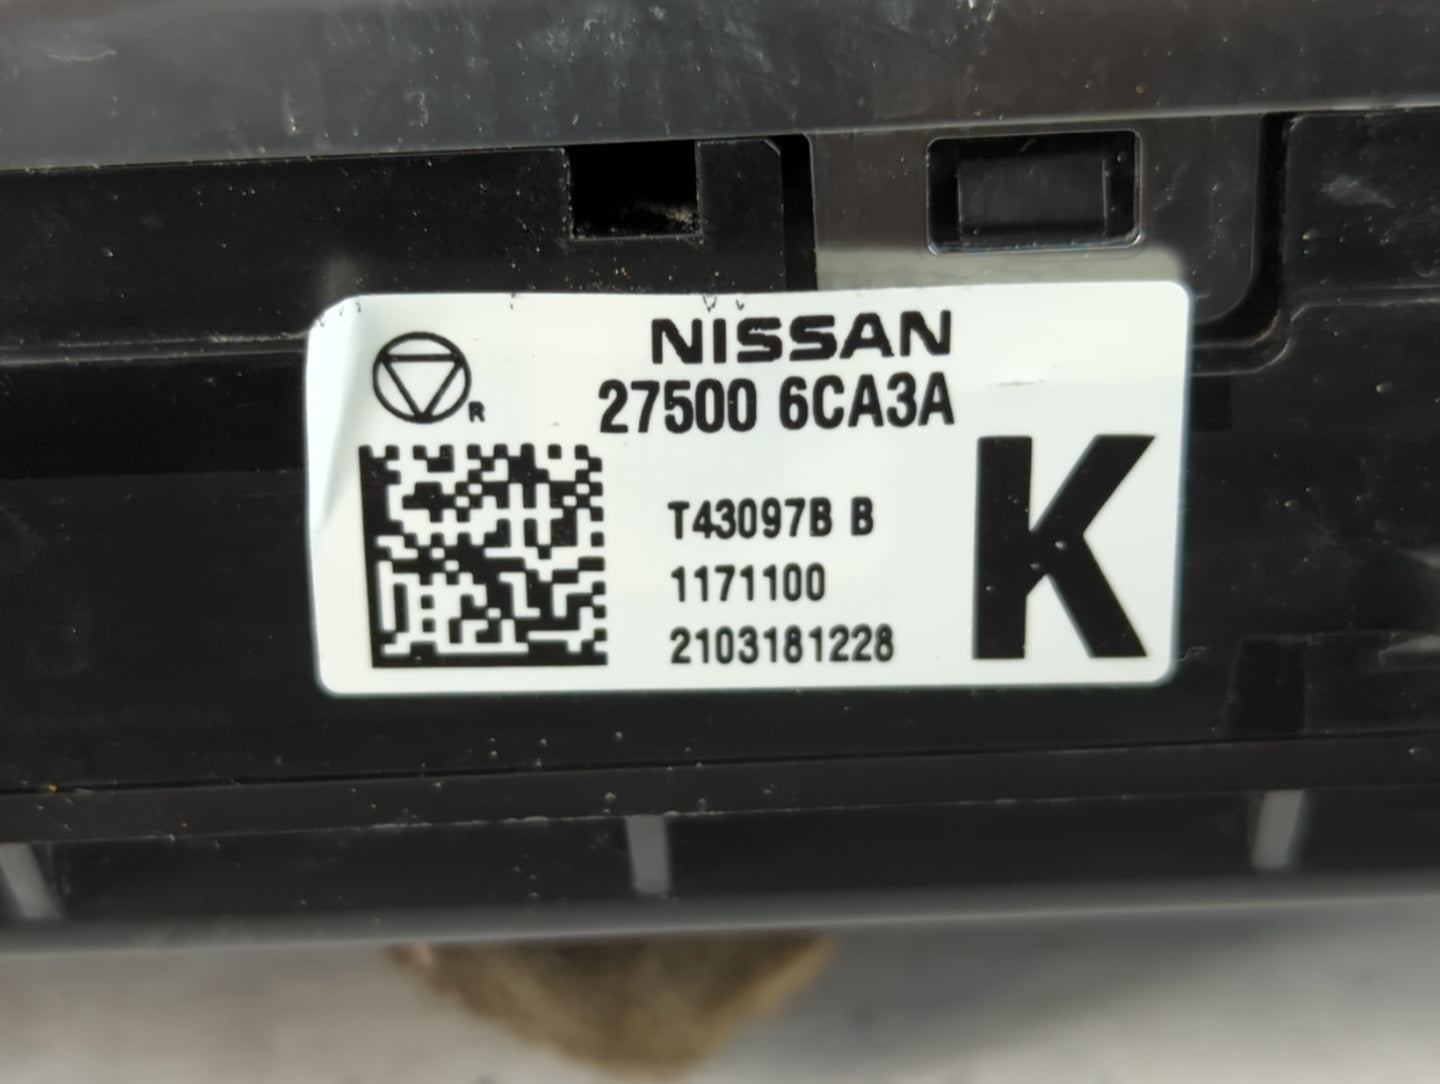 NISSAN
27500 6CA3A
R
T43097B B
1171100
2103181228
K